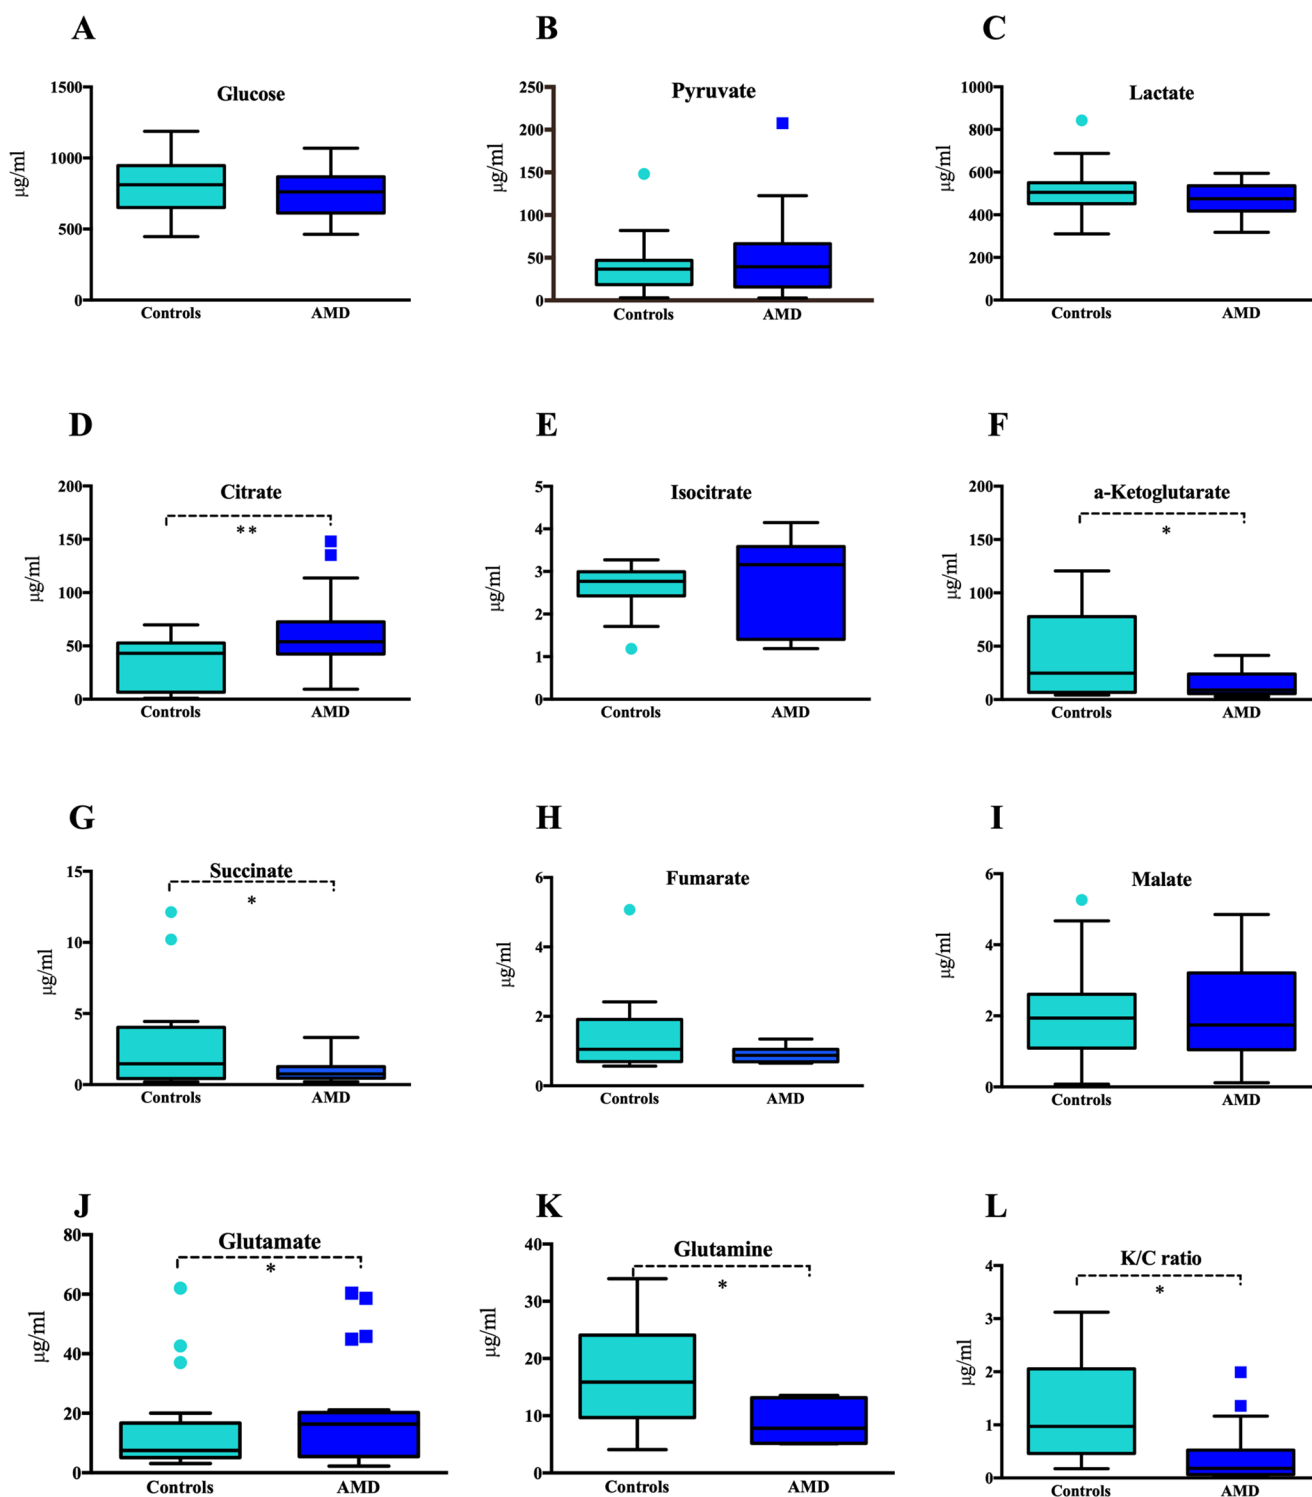 A
B
C
Glucose
µg/ml
1500
1000
500
0
Controls
AMD
Pyruvate
µg/ml
250
200
150
100
50
0
Controls
AMD
Lactate
µg/ml
1000
800
600
400
200
0
Controls
AMD
D
E
F
Citrate
**
µg/ml
200
150
100
50
0
Controls
AMD
Isocitrate
µg/ml
5
4
3
2
1
0
Controls
AMD
a-Ketoglutarate
*
µg/ml
200
150
100
50
0
Controls
AMD
G
H
I
Succinate
*
µg/ml
15
10
5
0
Controls
AMD
Fumarate
µg/ml
6
4
2
0
Controls
AMD
Malate
µg/ml
6
4
2
0
Controls
AMD
J
K
L
Glutamate
*
µg/ml
80
60
40
20
0
Controls
AMD
Glutamine
*
µg/ml
40
30
20
10
0
Controls
AMD
K/C ratio
*
µg/ml
4
3
2
1
0
Controls
AMD